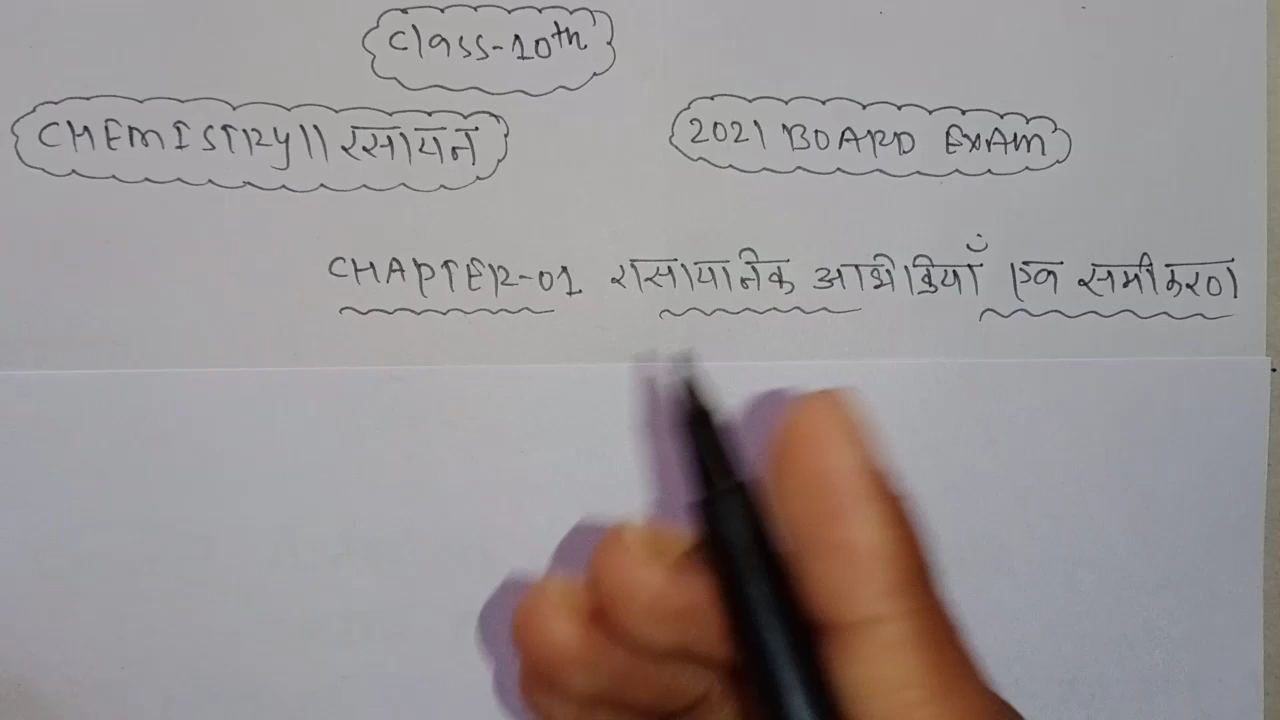 Class-10th
CHEMISTRY || रसायन
2021 BOARD EXAM
CHAPTER-01 रासायनिक अभिक्रियाँ एव समीकरण